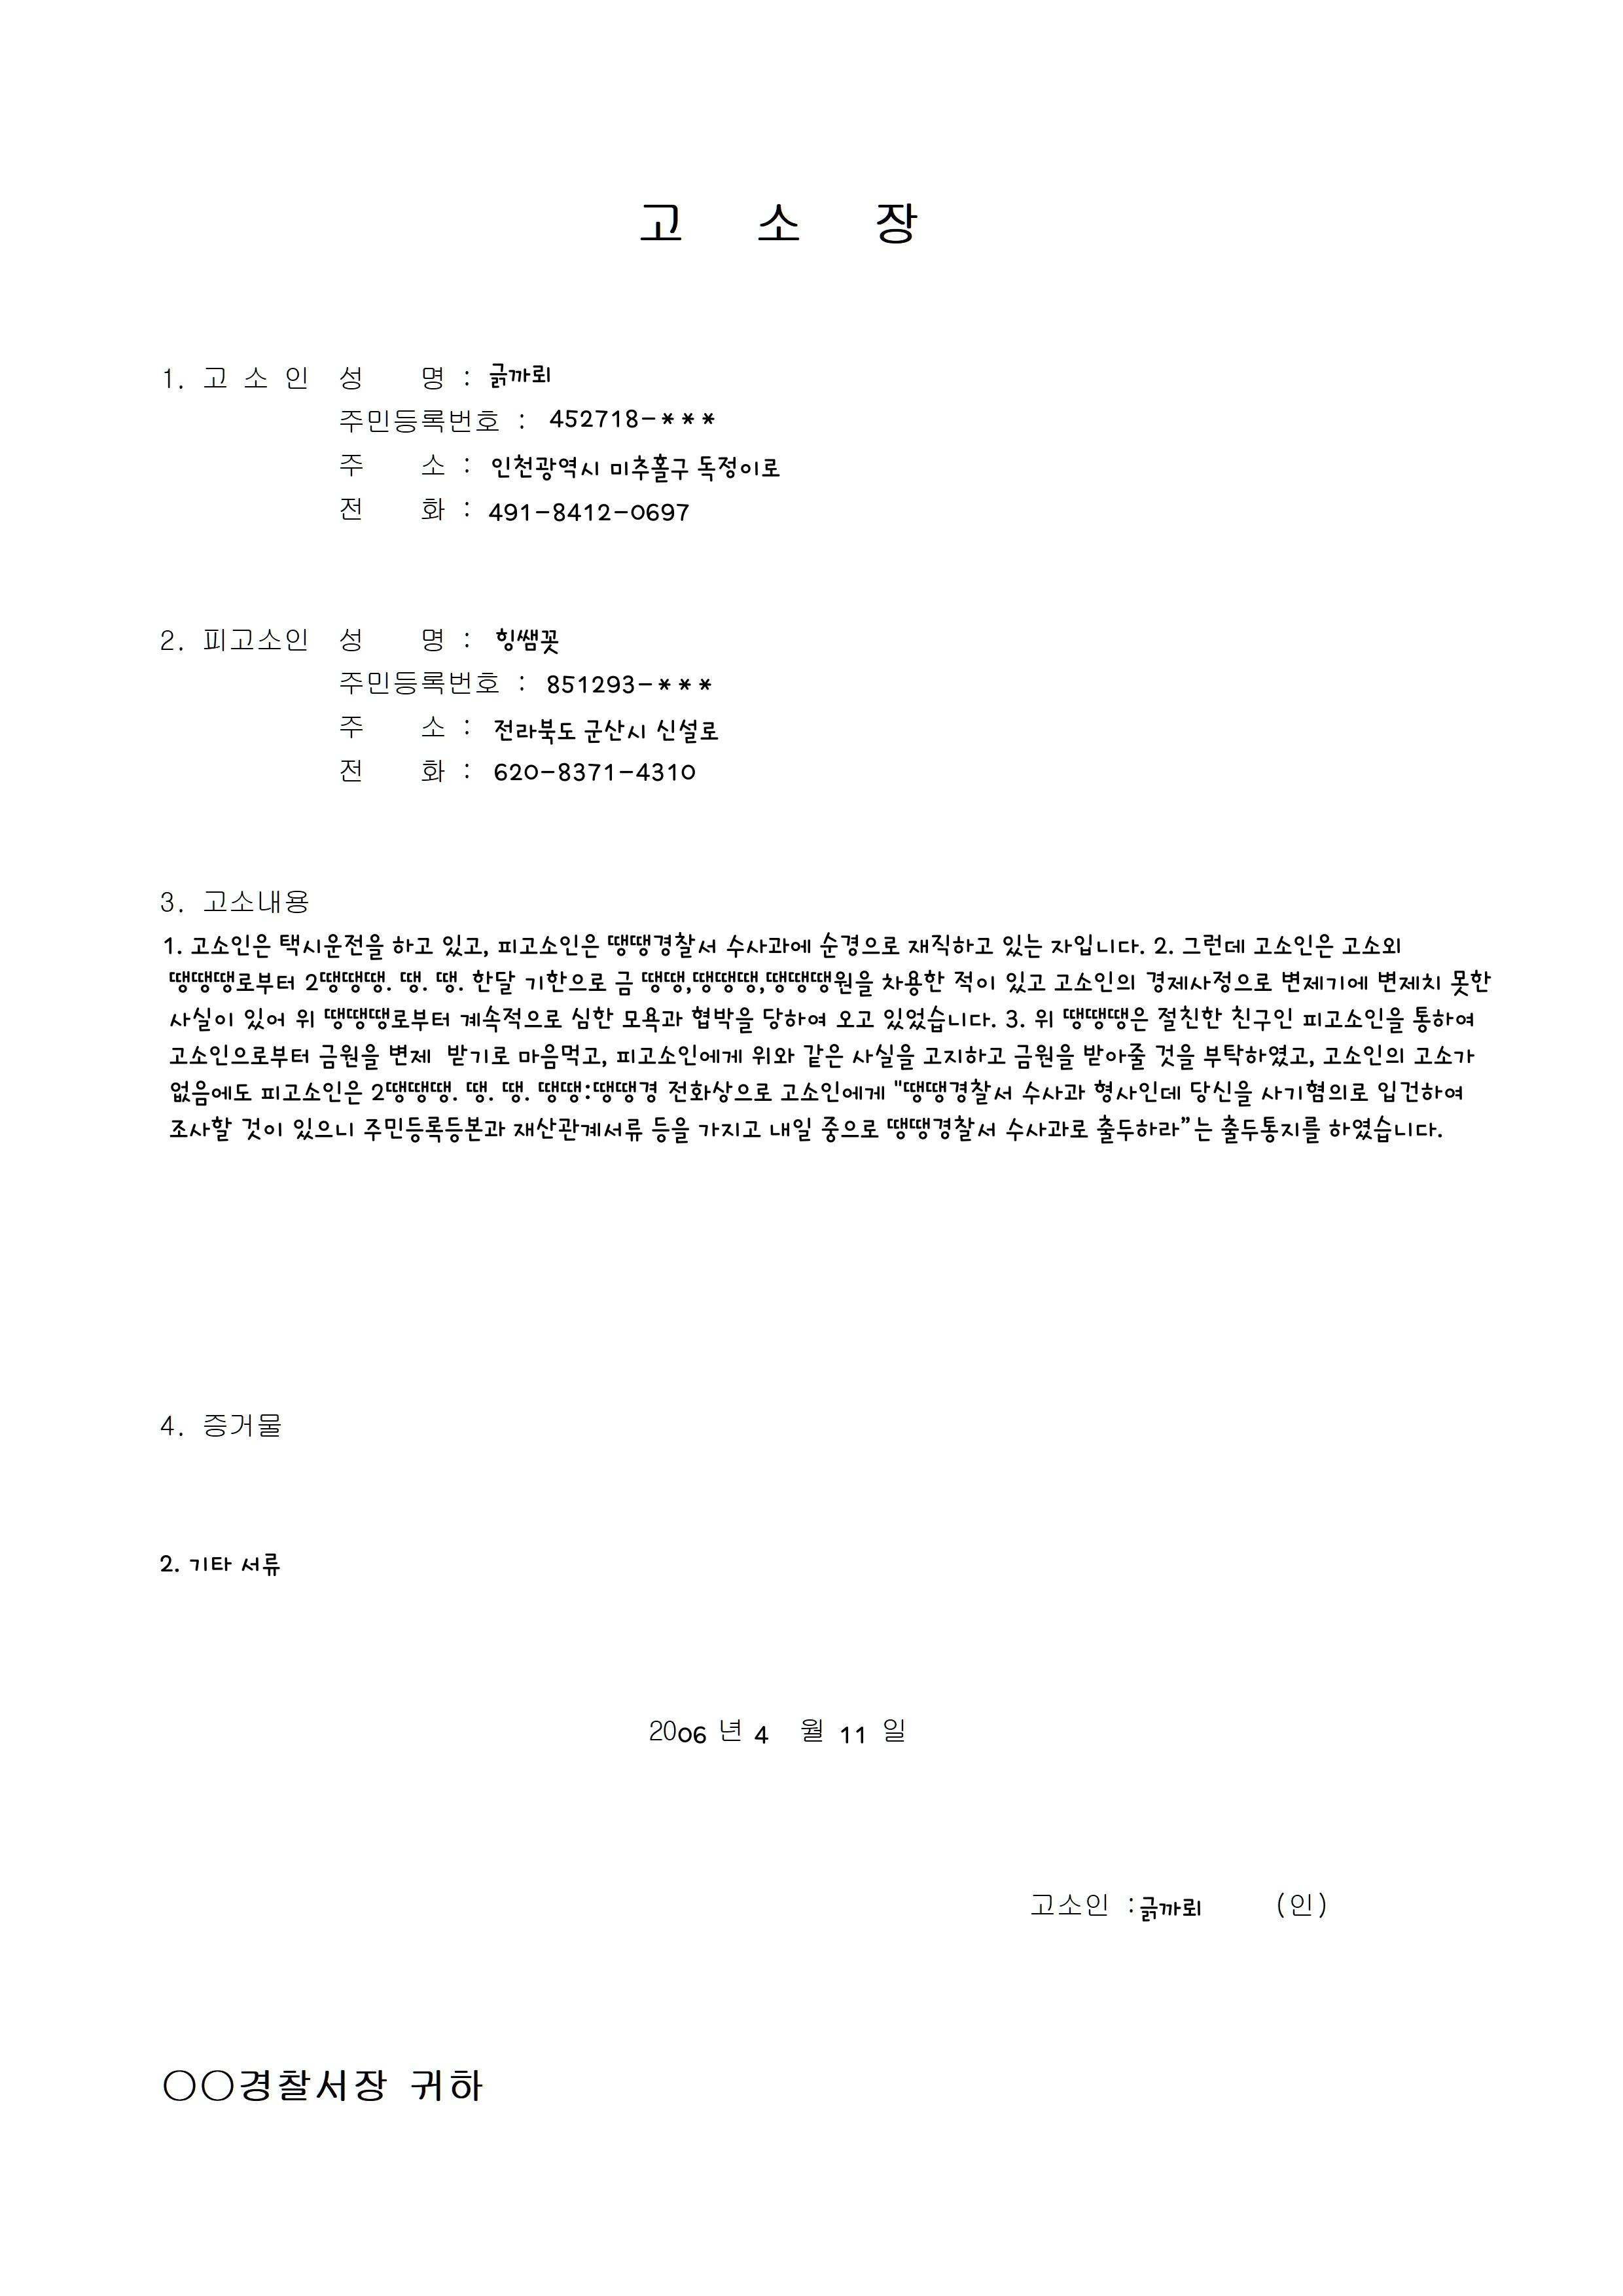 고 소 장
1. 고 소 인 성 명 : 긁까뢰
주민등록번호 : 452718-***
주 소 : 인천광역시 미추홀구 독정이로
전 화 : 491-8412-0697
2. 피고소인 성 명 : 힝쌤꼿
주민등록번호 : 851293-***
주 소 : 전라북도 군산시 신설로
전 화 : 620-8371-4310
3. 고소내용
1. 고소인은 택시운전을 하고 있고, 피고소인은 땡땡경찰서 수사과에 순경으로 재직하고 있는 자입니다. 2. 그런데 고소인은 고소외
땡땡땡로부터 2땡땡땡. 땡. 땡. 한달 기한으로 금 땡땡,땡땡땡,땡땡땡원을 차용한 적이 있고 고소인의 경제사정으로 변제기에 변제치 못한
사실이 있어 위 땡땡땡로부터 계속적으로 심한 모욕과 협박을 당하여 오고 있었습니다. 3. 위 땡땡땡은 절친한 친구인 피고소인을 통하여
고소인으로부터 금원을 변제 받기로 마음먹고, 피고소인에게 위와 같은 사실을 고지하고 금원을 받아줄 것을 부탁하였고, 고소인의 고소가
없음에도 피고소인은 2땡땡땡. 땡. 땡. 땡땡:땡땡경 전화상으로 고소인에게 "땡땡경찰서 수사과 형사인데 당신을 사기혐의로 입건하여
조사할 것이 있으니 주민등록등본과 재산관계서류 등을 가지고 내일 중으로 땡땡경찰서 수사과로 출두하라”는 출두통지를 하였습니다.
4. 증거물
2. 기타 서류
2006 년 4 월 11 일
고소인 :긁까뢰 (인)
○○경찰서장 귀하